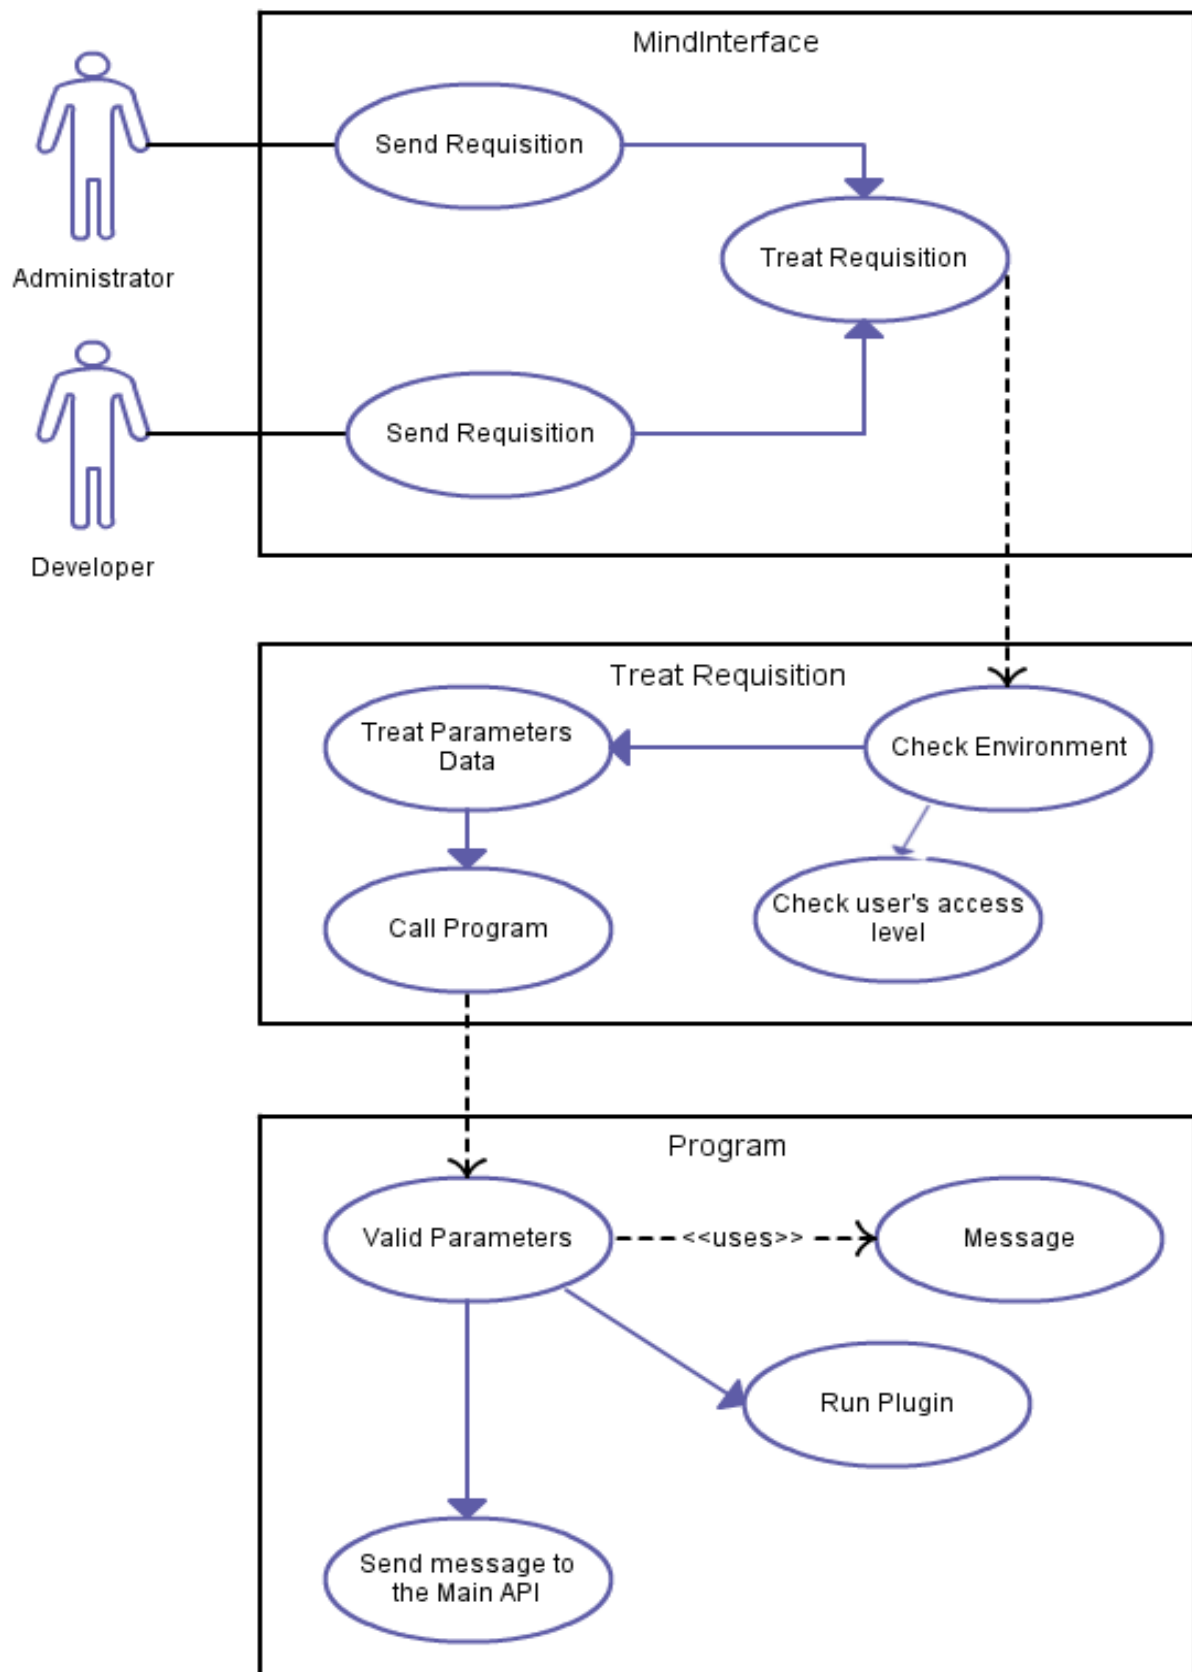 MindInterface
Send Requisition
Treat Requisition
Administrator
Send Requisition
Developer
Treat Requisition
Treat Parameters
Data
Check Environment
Call Program
Check user's access
level
Program
Valid Parameters
<<uses>>
Message
Run Plugin
Send message to
the Main API